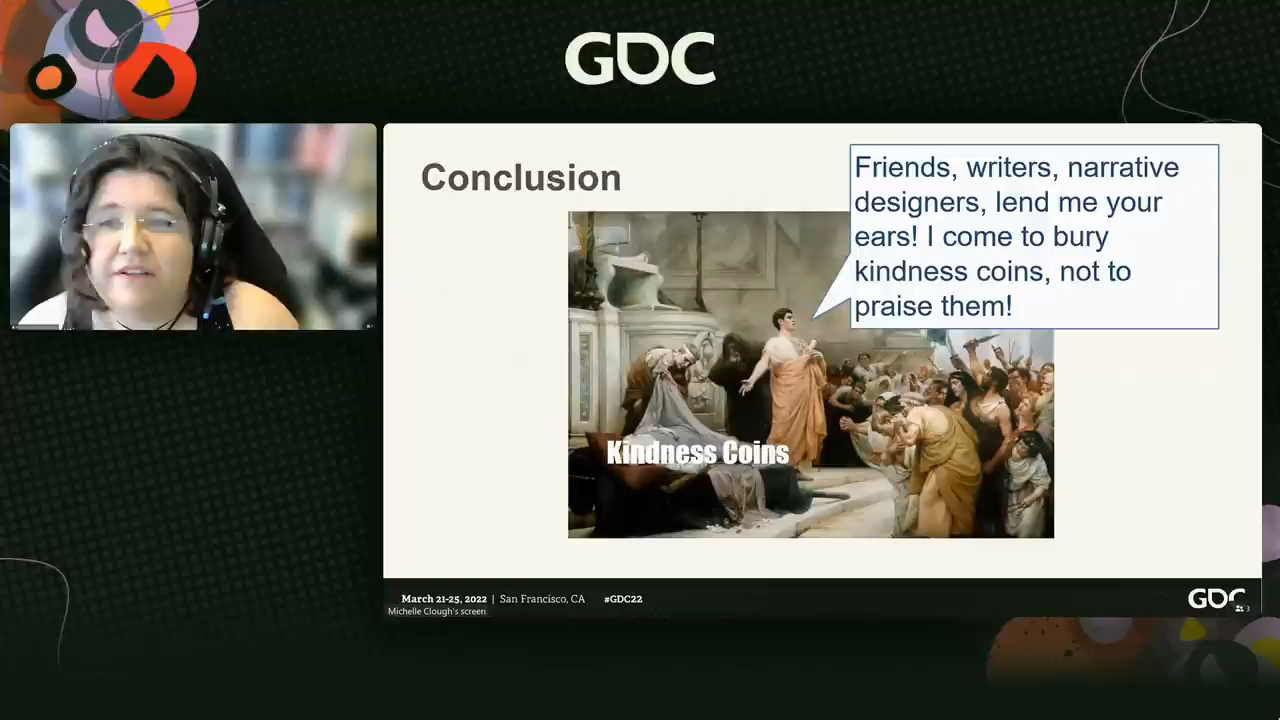 GDC
Conclusion
Friends, writers, narrative
designers, lend me your
ears! I come to bury
kindness coins, not to
praise them!
Kindness Coins
March 21-25, 2022 | San Francisco, CA #GDC22
Michelle Clough's screen
GDC
3